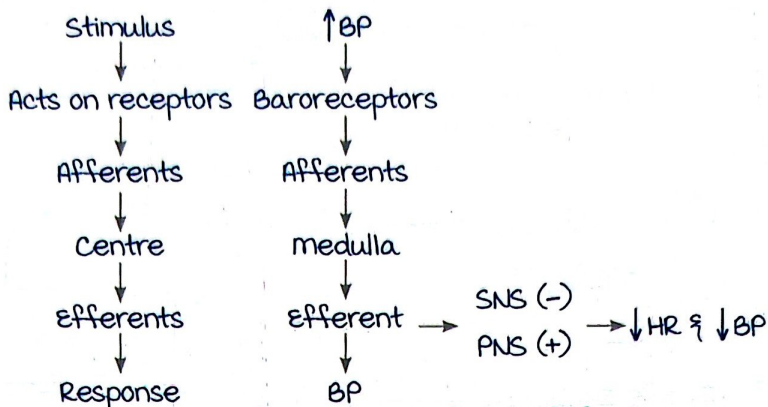 Stimulus ↑BP
Acts on receptors Baroreceptors
Afferents Afferents
Centre medulla
SNS (-)
Efferents Efferent → → ↓HR & ↓BP
PNS (+)
Response BP